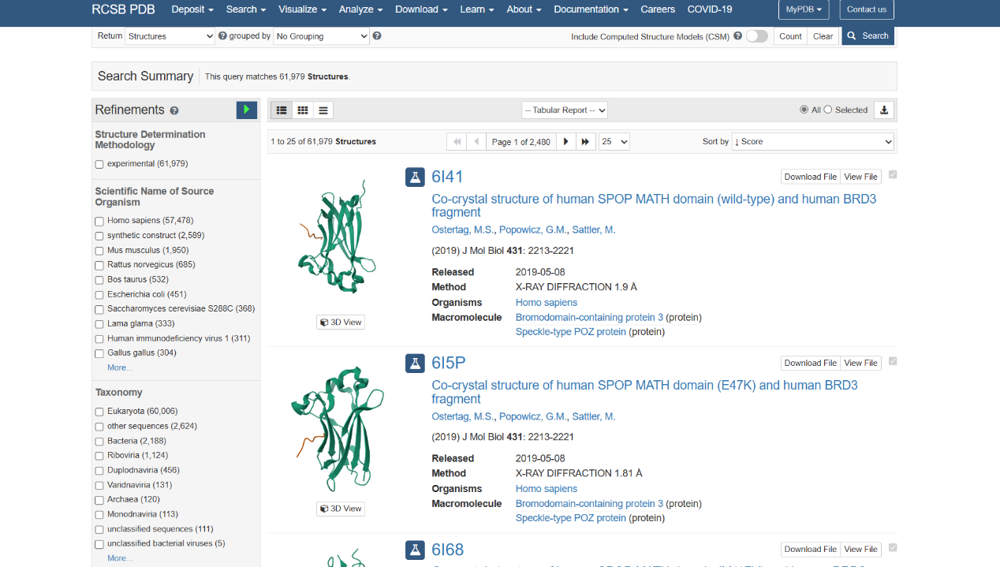 RCSB PDB Deposit Search Visualize Analyze Download Learn About Documentation Careers COVID-19 MyPDB Contact us
Return Structures grouped by No Grouping Include Computed Structure Models (CSM) Count Clear Search
Search Summary This query matches 61,979 Structures.
Refinements
-- Tabular Report --
All Selected
Structure Determination
Methodology
experimental (61,979)
Scientific Name of Source
Organism
Homo sapiens (57,478)
synthetic construct (2,589)
Mus musculus (1,950)
Rattus norvegicus (685)
Bos taurus (532)
Escherichia coli (451)
Saccharomyces cerevisiae S288C (368)
Lama glama (333)
Human immunodeficiency virus 1 (311)
Gallus gallus (304)
More...
Taxonomy
Eukaryota (60,006)
other sequences (2,624)
Bacteria (2,188)
Riboviria (1,124)
Duplodnaviria (456)
Varidnaviria (131)
Archaea (120)
Monodnaviria (113)
unclassified sequences (111)
unclassified bacterial viruses (5)
More...
1 to 25 of 61,979 Structures Page 1 of 2,480 25 Sort by ↓ Score
6I41 Download File View File
Co-crystal structure of human SPOP MATH domain (wild-type) and human BRD3
fragment
Ostertag, M.S., Popowicz, G.M., Sattler, M.
(2019) J Mol Biol 431: 2213-2221
Released 2019-05-08
Method X-RAY DIFFRACTION 1.9 Å
Organisms Homo sapiens
Macromolecule Bromodomain-containing protein 3 (protein)
Speckle-type POZ protein (protein)
3D View
6I5P Download File View File
Co-crystal structure of human SPOP MATH domain (E47K) and human BRD3
fragment
Ostertag, M.S., Popowicz, G.M., Sattler, M.
(2019) J Mol Biol 431: 2213-2221
Released 2019-05-08
Method X-RAY DIFFRACTION 1.81 Å
Organisms Homo sapiens
Macromolecule Bromodomain-containing protein 3 (protein)
Speckle-type POZ protein (protein)
3D View
6I68 Download File View File